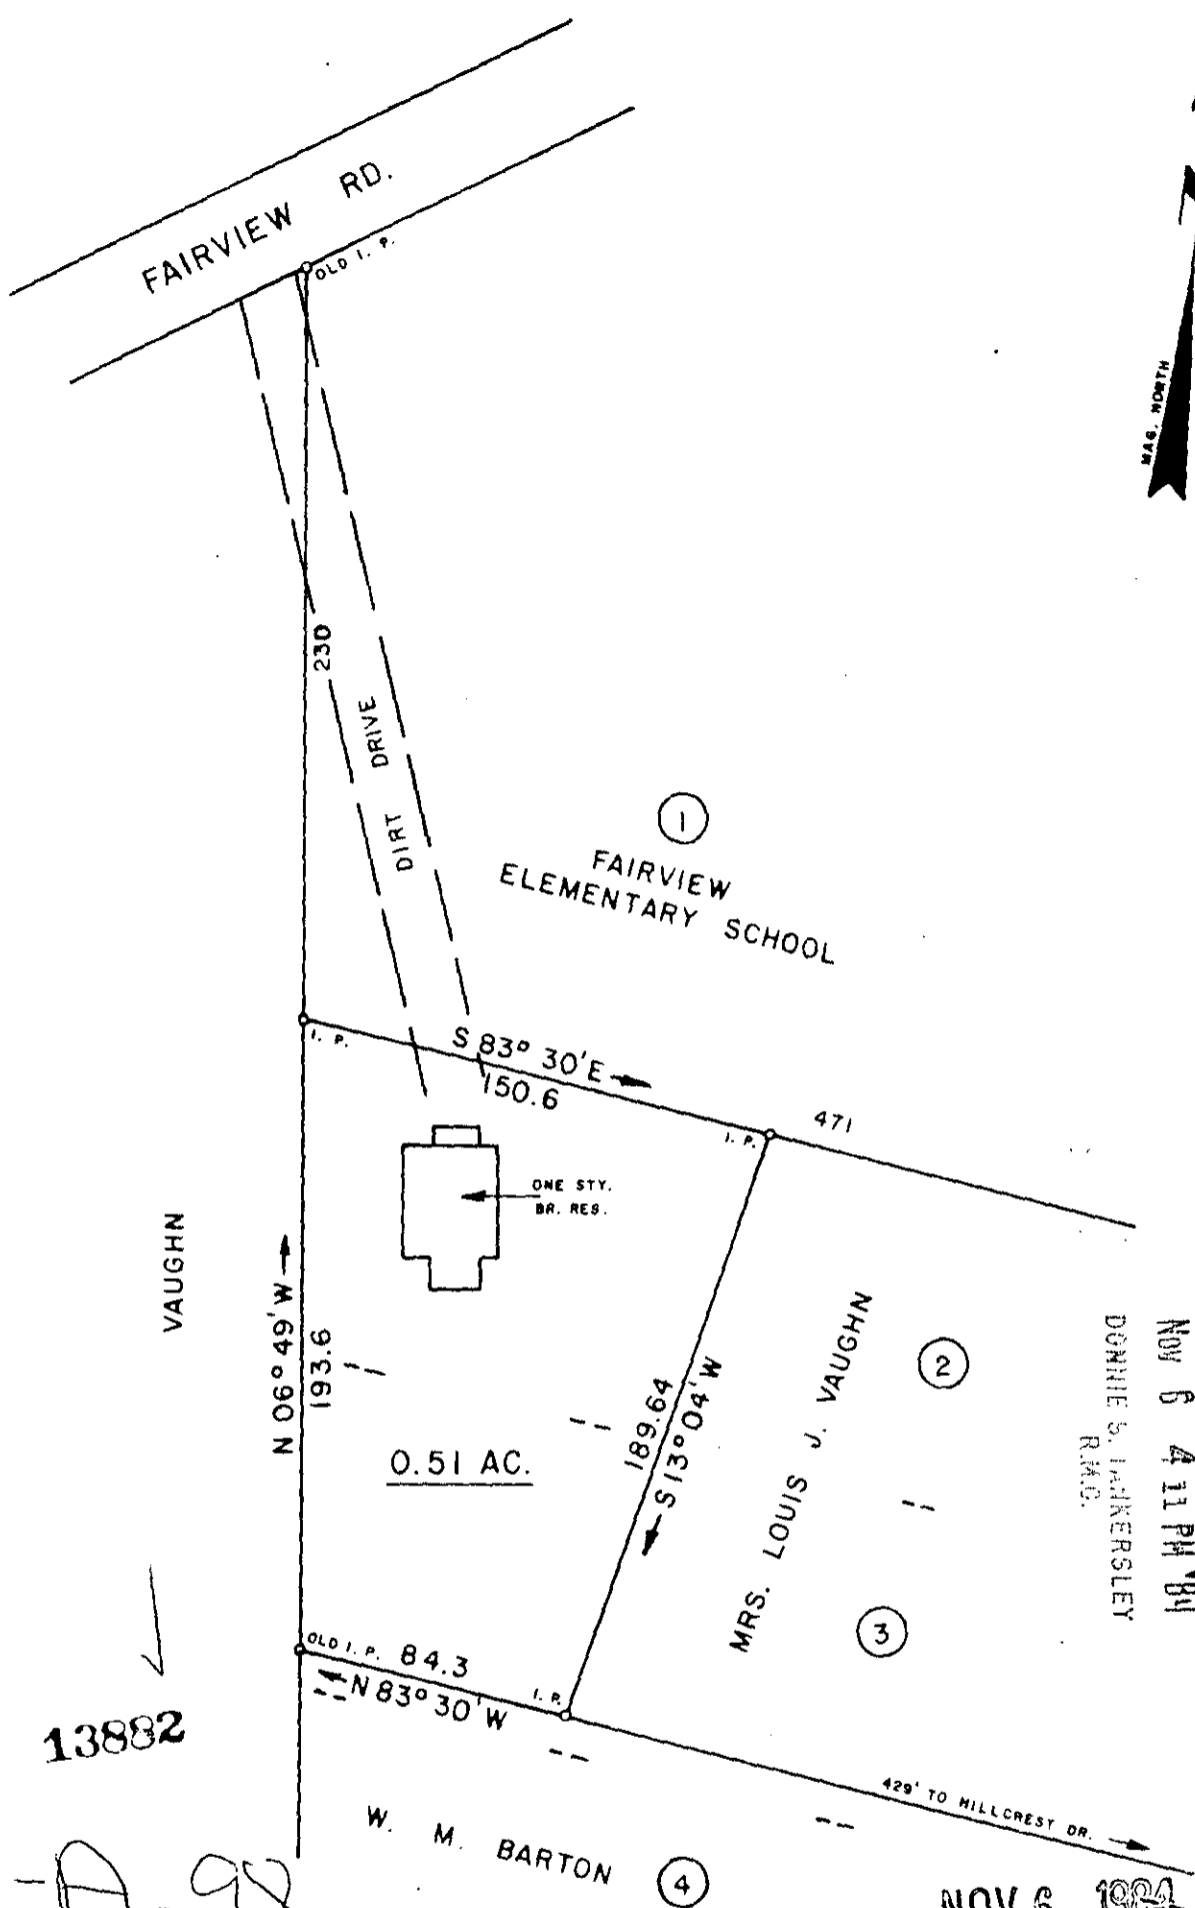 FAIRVIEW RD.
OLD I. P.
MAG. NORTH
230
DIRT DRIVE
1
FAIRVIEW
ELEMENTARY SCHOOL
I. P.
S 83° 30' E
150.6
I. P.
471
ONE STY.
BR. RES.
VAUGHN
N 06° 49' W
193.6
0.51 AC.
189.64
S 13° 04' W
MRS. LOUIS J. VAUGHN
2
3
NOV 6 4 11 PM '84
DONNIE S. TANKERSLEY
R.M.C.
OLD I. P.
84.3
N 83° 30' W
I. P.
13882
429' TO HILLCREST DR.
W. M. BARTON
4
NOV 6 1984